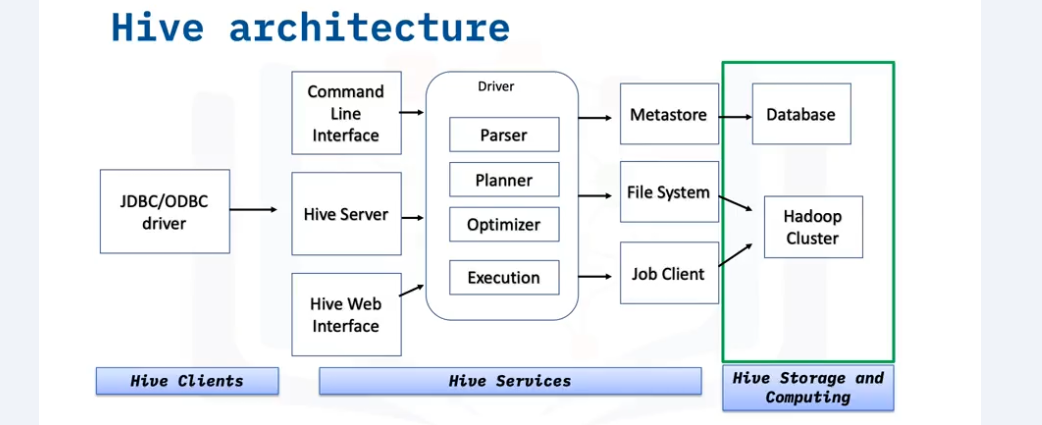 Hive architecture
JDBC/ODBC
driver
Command
Line
Interface
Hive Server
Hive Web
Interface
Driver
Parser
Planner
Optimizer
Execution
Metastore
File System
Job Client
Database
Hadoop
Cluster
Hive Clients
Hive Services
Hive Storage and
Computing